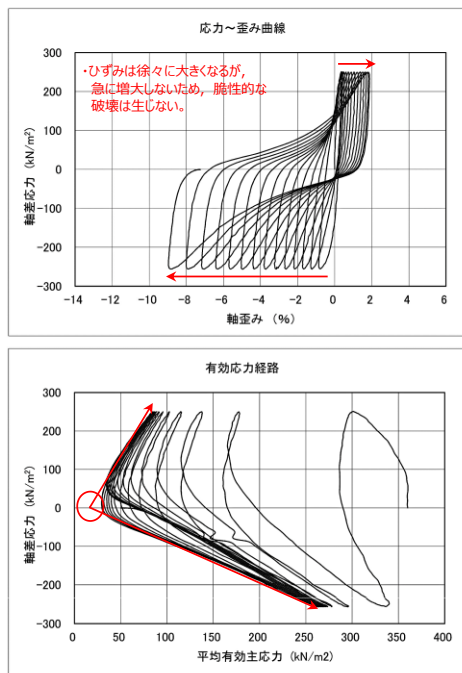 応力～歪み曲線
・ひずみは徐々に大きくなるが，
急に増大しないため，脆性的な
破壊は生じない。
軸差応力（kN/m²）
300
200
100
0
-100
-200
-300
-14 -12 -10 -8 -6 -4 -2 0 2 4 6
軸歪み （%）
有効応力経路
軸差応力（kN/m²）
300
200
100
0
-100
-200
-300
0 50 100 150 200 250 300 350 400
平均有効主応力（kN/m2）